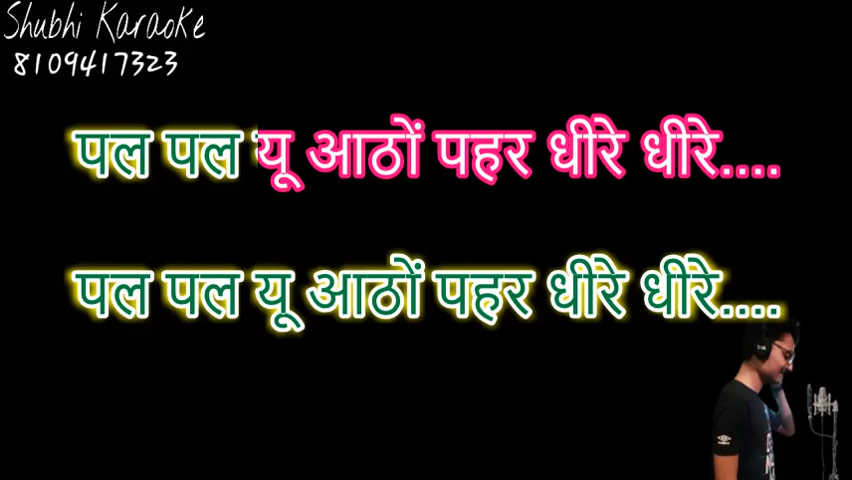 Shubhi Karaoke
8109417323
पल पल यू आठों पहर धीरे धीरे....
पल पल यू आठों पहर धीरे धीरे....